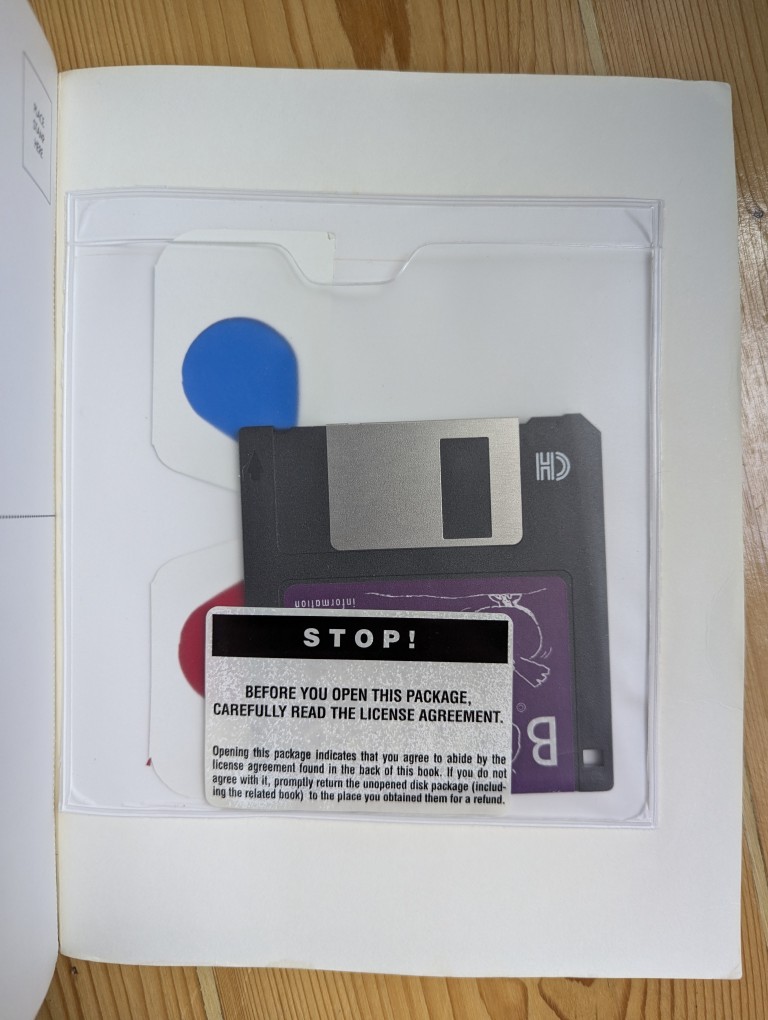 PLACE
STAMP
HERE
HD
information
STOP!
BEFORE YOU OPEN THIS PACKAGE,
CAREFULLY READ THE LICENSE AGREEMENT.
Opening this package indicates that you agree to abide by the
license agreement found in the back of this book. If you do not
agree with it, promptly return the unopened disk package (includ-
ing the related book) to the place you obtained them for a refund.
©
B